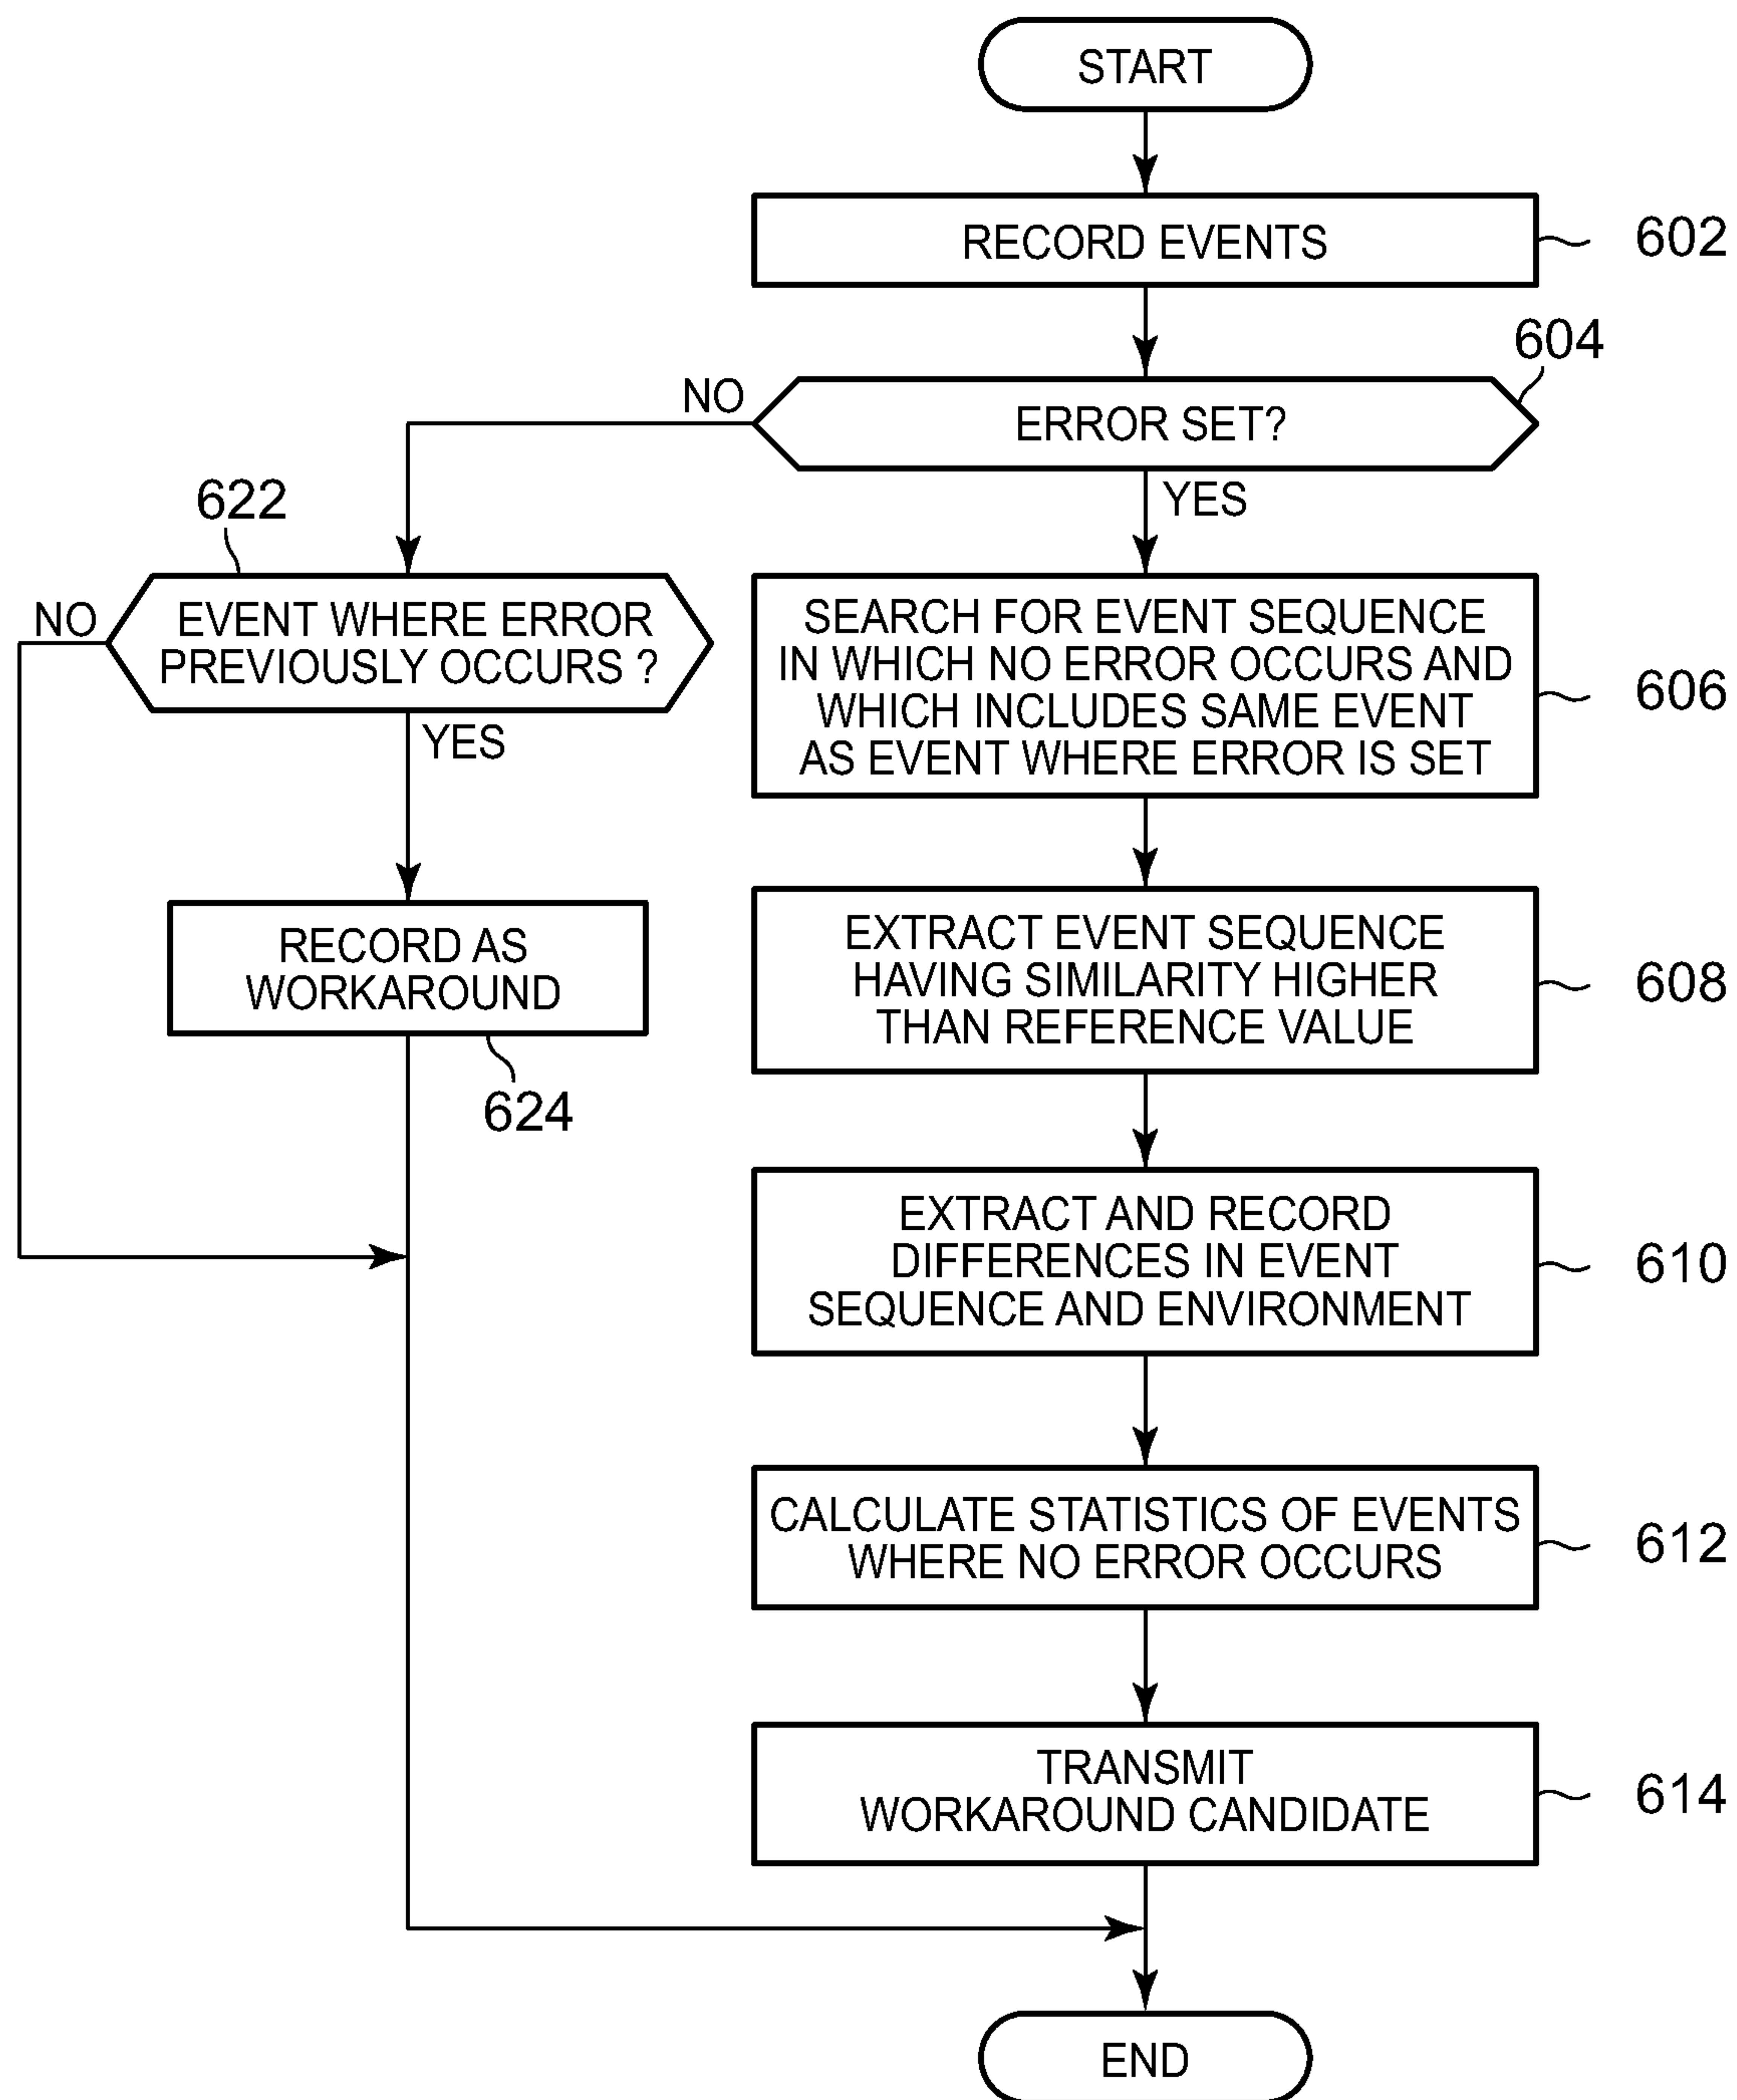 START
RECORD EVENTS
602
604
NO
ERROR SET?
YES
622
NO
EVENT WHERE ERROR
PREVIOUSLY OCCURS ?
YES
SEARCH FOR EVENT SEQUENCE
IN WHICH NO ERROR OCCURS AND
WHICH INCLUDES SAME EVENT
AS EVENT WHERE ERROR IS SET
606
RECORD AS
WORKAROUND
624
EXTRACT EVENT SEQUENCE
HAVING SIMILARITY HIGHER
THAN REFERENCE VALUE
608
EXTRACT AND RECORD
DIFFERENCES IN EVENT
SEQUENCE AND ENVIRONMENT
610
CALCULATE STATISTICS OF EVENTS
WHERE NO ERROR OCCURS
612
TRANSMIT
WORKAROUND CANDIDATE
614
END